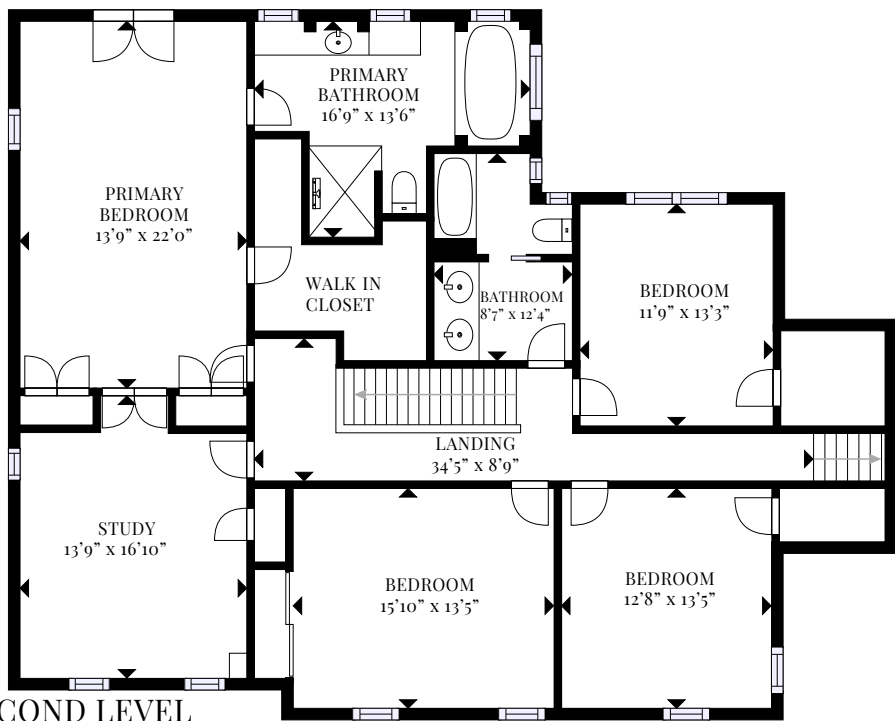 PRIMARY
BATHROOM
16’9” x 13’6”
PRIMARY
BEDROOM
13’9” x 22’0”
WALK IN
CLOSET
BATHROOM
8’7” x 12’4”
BEDROOM
11’9” x 13’3”
LANDING
34’5” x 8’9”
STUDY
13’9” x 16’10”
BEDROOM
15’10” x 13’5”
BEDROOM
12’8” x 13’5”
COND LEVEL